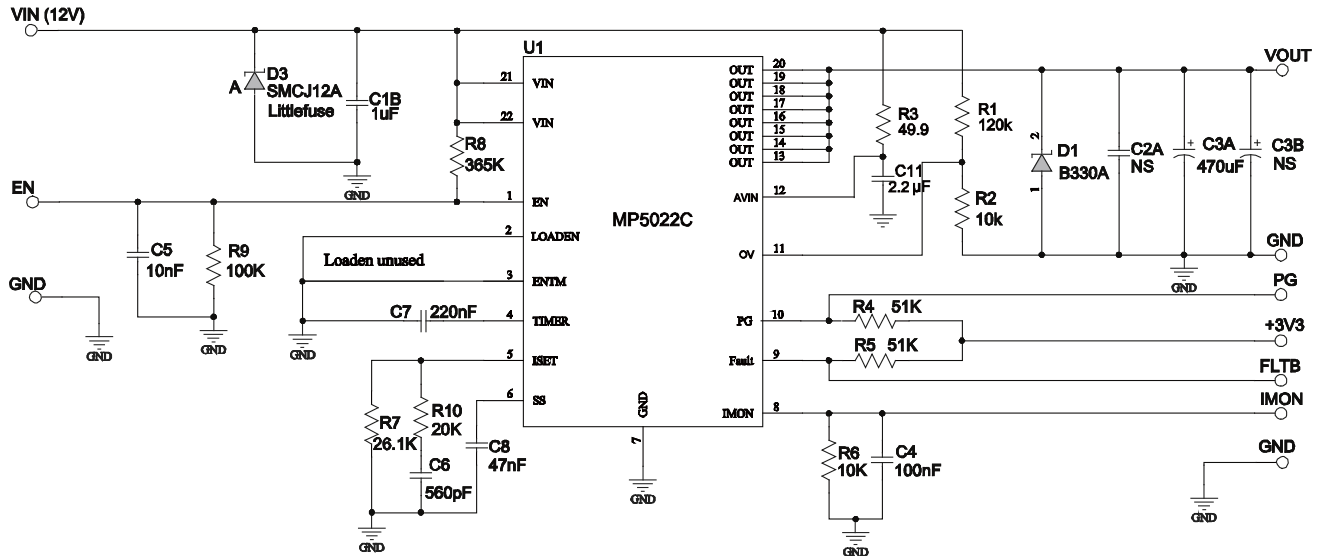 VIN (12V)
U1
D3
SMCJ12A
Littlefuse
A
C1B
1uF
GND
R8
365K
21
VIN
22
VIN
EN
1
EN
2
LOADEN
Loaden unused
3
ENTM
C7
220nF
4
TIMER
5
ISET
6
SS
C5
10nF
R9
100K
GND
GND
GND
GND
R7
26.1K
R10
20K
C6
560pF
C8
47nF
GND
MP5022C
GND
7
GND
OUT
20
OUT
19
OUT
18
OUT
17
OUT
16
OUT
15
OUT
14
OUT
13
AVIN
12
OV
11
PG
10
Fault
9
IMON
8
R3
49.9
C11
2.2 µF
R1
120k
R2
10k
2
D1
B330A
1
C2A
NS
+
C3A
470uF
+
C3B
NS
VOUT
GND
GND
PG
R4
51K
+3V3
R5
51K
FLTB
IMON
R6
10K
C4
100nF
GND
GND
GND